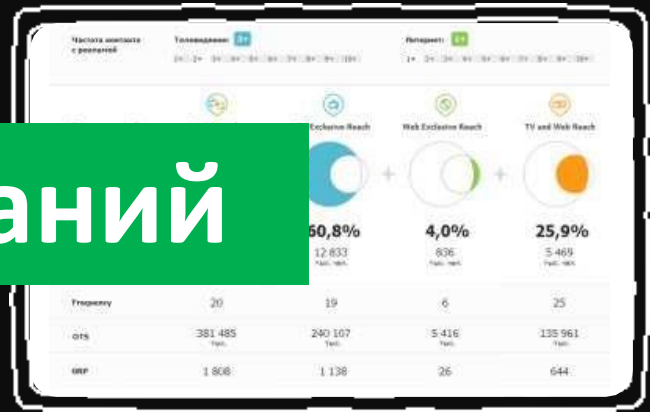 Частота контакта с рекламой
Телевидение: 3+
Интернет: 1+
1+ 2+ 3+ 4+ 5+ 6+ 7+ 8+ 9+ 10+
1+ 2+ 3+ 4+ 5+ 6+ 7+ 8+ 9+ 10+
Exclusive Reach
Web Exclusive Reach
TV and Web Reach
аний
60,8%
4,0%
25,9%
12 833
836
5 469
тыс. чел.
тыс. чел.
тыс. чел.
Frequency
20
19
6
25
OTS
381 485
240 107
5 416
135 961
тыс.
тыс.
тыс.
тыс.
GRP
1 808
1 138
26
644